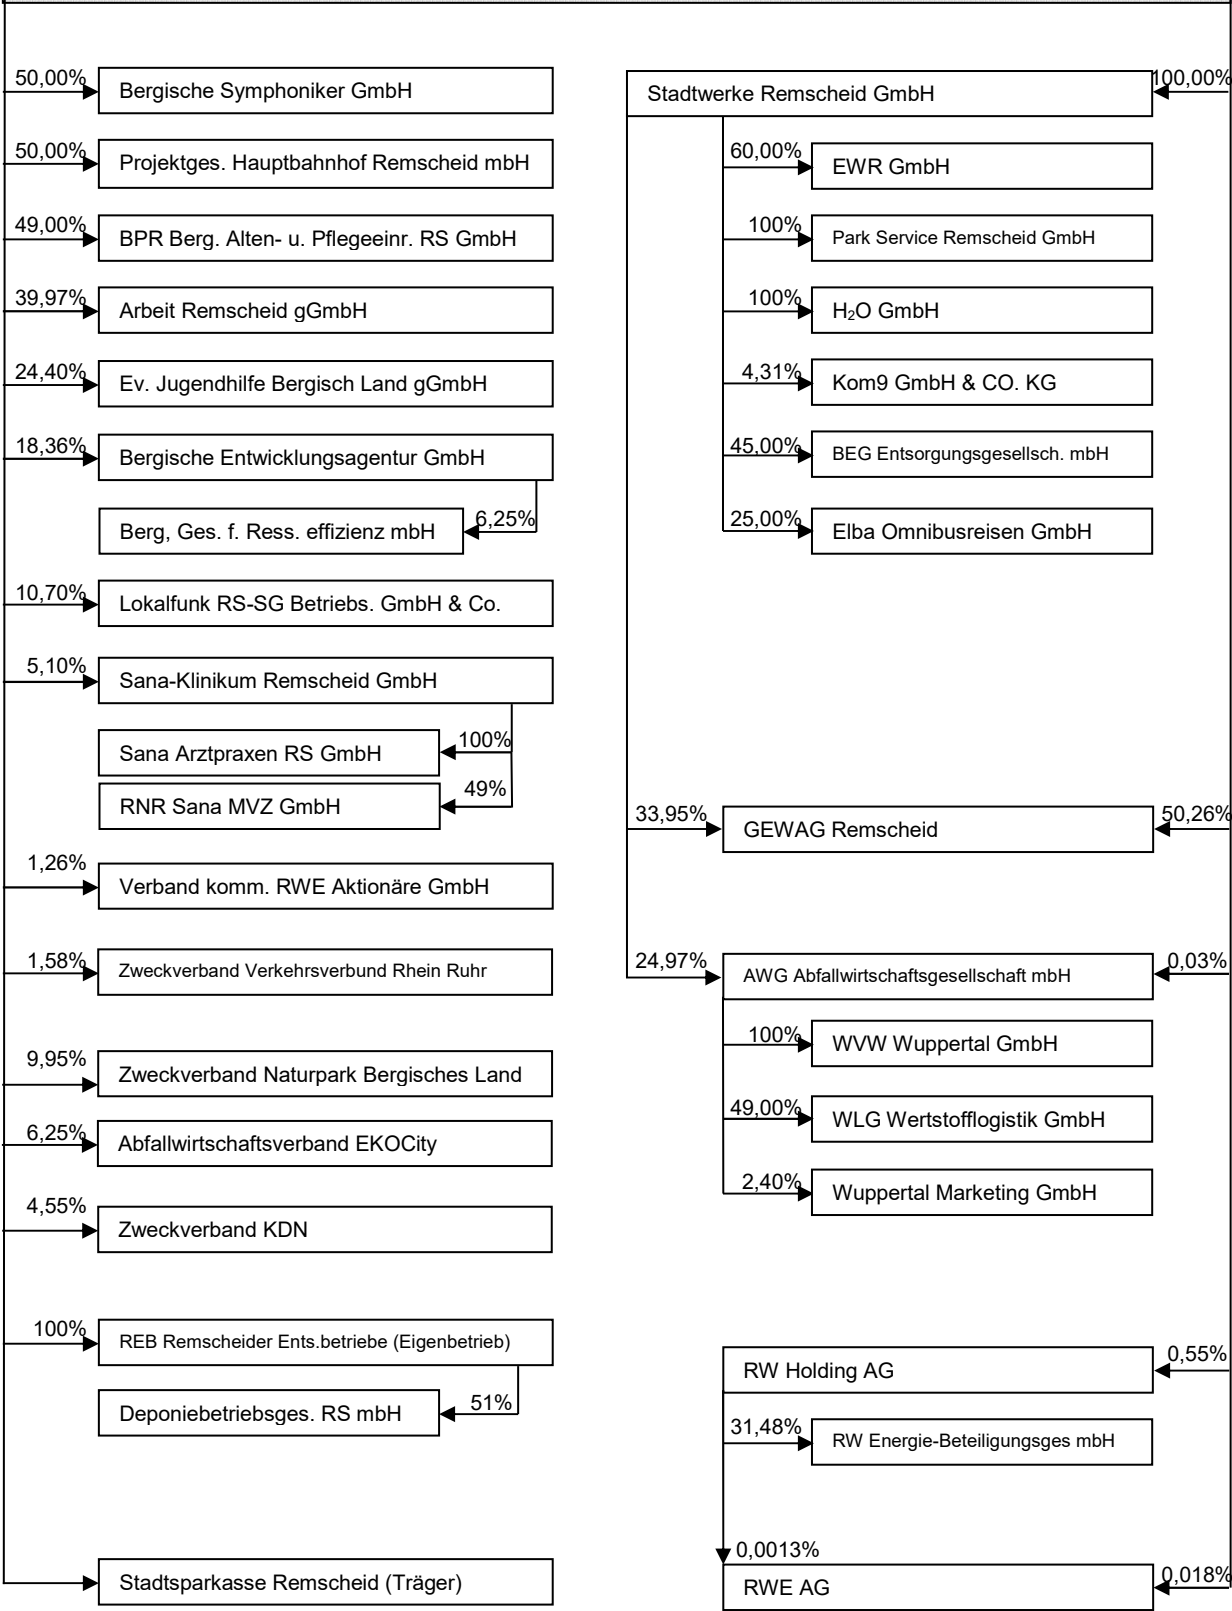 50,00%
Bergische Symphoniker GmbH
50,00%
Projektges. Hauptbahnhof Remscheid mbH
49,00%
BPR Berg. Alten- u. Pflegeeinr. RS GmbH
39,97%
Arbeit Remscheid gGmbH
24,40%
Ev. Jugendhilfe Bergisch Land gGmbH
18,36%
Bergische Entwicklungsagentur GmbH
Berg, Ges. f. Ress. effizienz mbH
6,25%
10,70%
Lokalfunk RS-SG Betriebs. GmbH & Co.
5,10%
Sana-Klinikum Remscheid GmbH
Sana Arztpraxen RS GmbH
100%
RNR Sana MVZ GmbH
49%
1,26%
Verband komm. RWE Aktionäre GmbH
1,58%
Zweckverband Verkehrsverbund Rhein Ruhr
9,95%
Zweckverband Naturpark Bergisches Land
6,25%
Abfallwirtschaftsverband EKOCity
4,55%
Zweckverband KDN
100%
REB Remscheider Ents.betriebe (Eigenbetrieb)
Deponiebetriebsges. RS mbH
51%
Stadtsparkasse Remscheid (Träger)
Stadtwerke Remscheid GmbH
100,00%
60,00%
EWR GmbH
100%
Park Service Remscheid GmbH
100%
H₂O GmbH
4,31%
Kom9 GmbH & CO. KG
45,00%
BEG Entsorgungsgesellsch. mbH
25,00%
Elba Omnibusreisen GmbH
33,95%
GEWAG Remscheid
50,26%
24,97%
AWG Abfallwirtschaftsgesellschaft mbH
0,03%
100%
WVW Wuppertal GmbH
49,00%
WLG Wertstofflogistik GmbH
2,40%
Wuppertal Marketing GmbH
RW Holding AG
0,55%
31,48%
RW Energie-Beteiligungsges mbH
0,0013%
RWE AG
0,018%